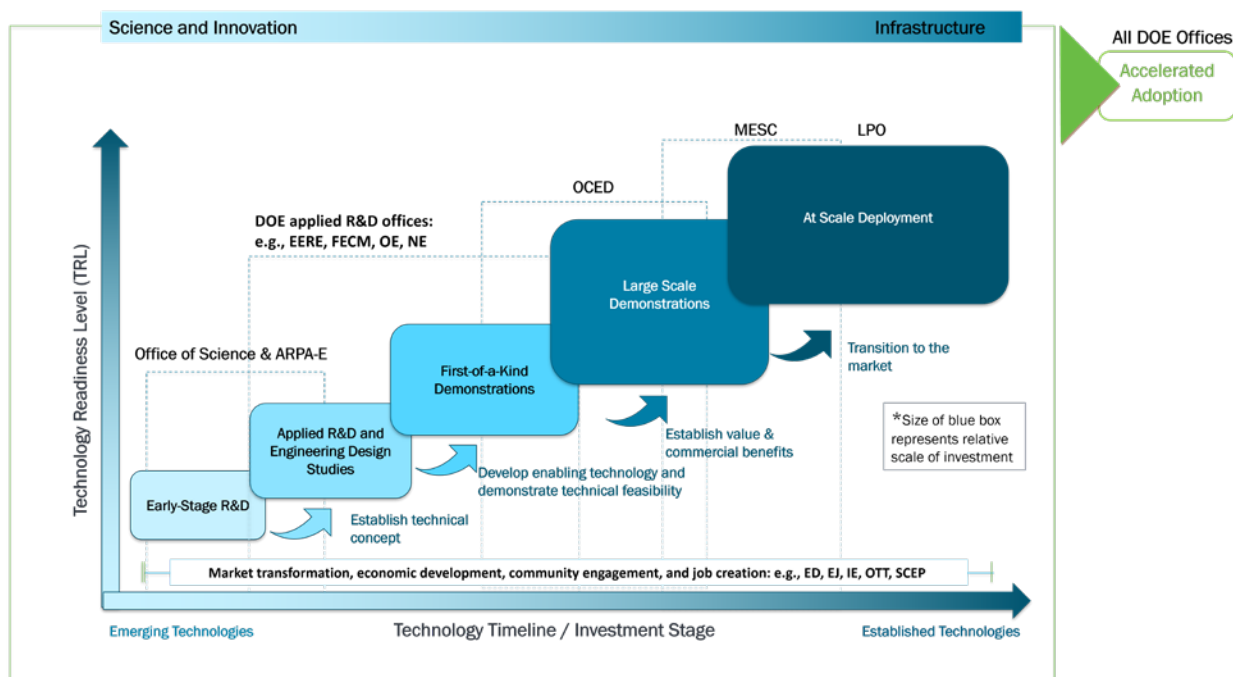 Science and Innovation
Infrastructure
All DOE Offices
Accelerated
Adoption
MESC
LPO
OCED
At Scale Deployment
DOE applied R&D offices:
e.g., EERE, FECM, OE, NE
Large Scale
Demonstrations
Technology Readiness Level (TRL)
Office of Science & ARPA-E
First-of-a-Kind
Demonstrations
Transition to the
market
Applied R&D and
Engineering Design
Studies
Establish value &
commercial benefits
*Size of blue box
represents relative
scale of investment
Develop enabling technology and
demonstrate technical feasibility
Early-Stage R&D
Establish technical
concept
Market transformation, economic development, community engagement, and job creation: e.g., ED, EJ, IE, OTT, SCEP
Emerging Technologies
Technology Timeline / Investment Stage
Established Technologies